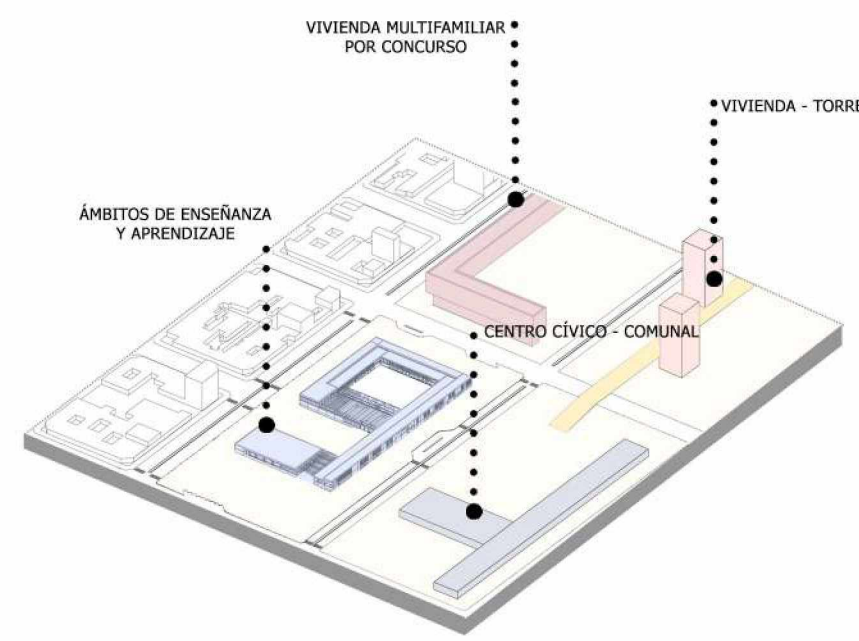 VIVIENDA MULTIFAMILIAR
POR CONCURSO
VIVIENDA - TORRE
ÁMBITOS DE ENSEÑANZA
Y APRENDIZAJE
CENTRO CÍVICO - COMUNAL